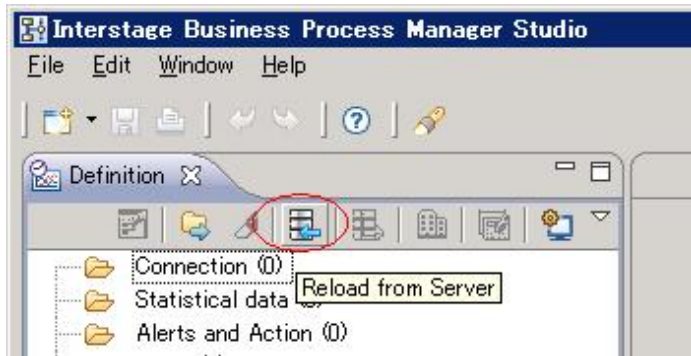 Interstage Business Process Manager Studio
File Edit Window Help
Definition
Connection (0)
Statistical data
Reload from Server
Alerts and Action (0)